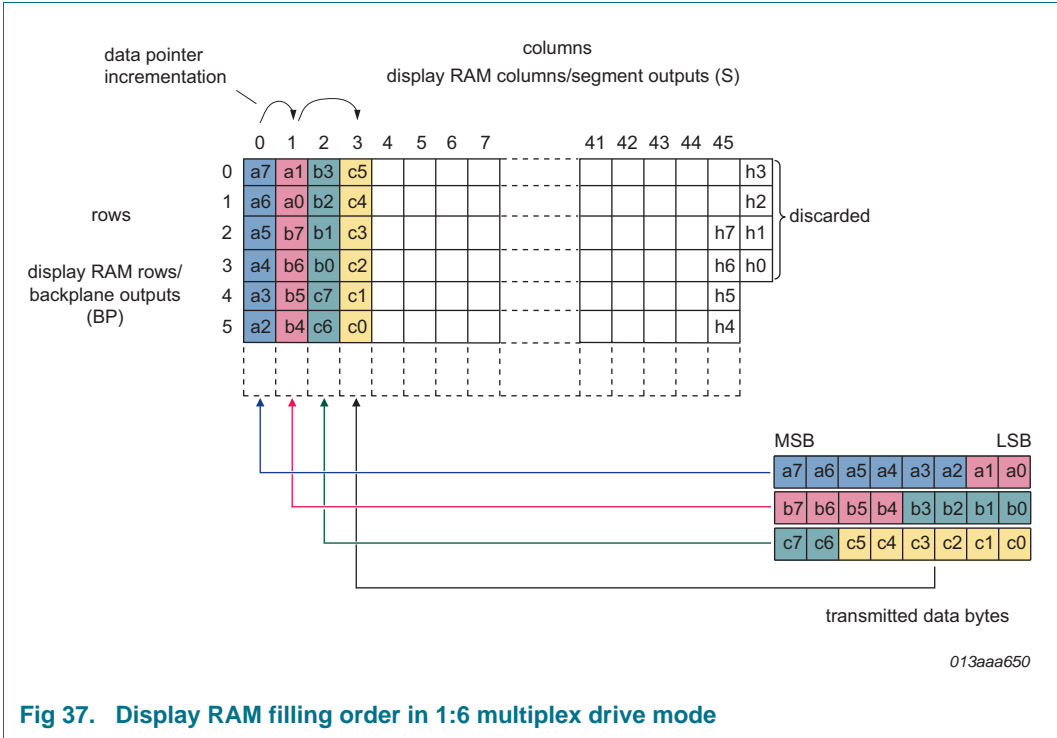 columns
data pointer
incrementation
display RAM columns/segment outputs (S)
0 1 2 3 4 5 6 7 41 42 43 44 45
0 a7 a1 b3 c5 h3
1 a6 a0 b2 c4 h2
rows
2 a5 b7 b1 c3 h7 h1
discarded
3 a4 b6 b0 c2 h6 h0
display RAM rows/
backplane outputs
(BP)
4 a3 b5 c7 c1 h5
5 a2 b4 c6 c0 h4
MSB LSB
a7 a6 a5 a4 a3 a2 a1 a0
b7 b6 b5 b4 b3 b2 b1 b0
c7 c6 c5 c4 c3 c2 c1 c0
transmitted data bytes
013aaa650
Fig 37. Display RAM filling order in 1:6 multiplex drive mode